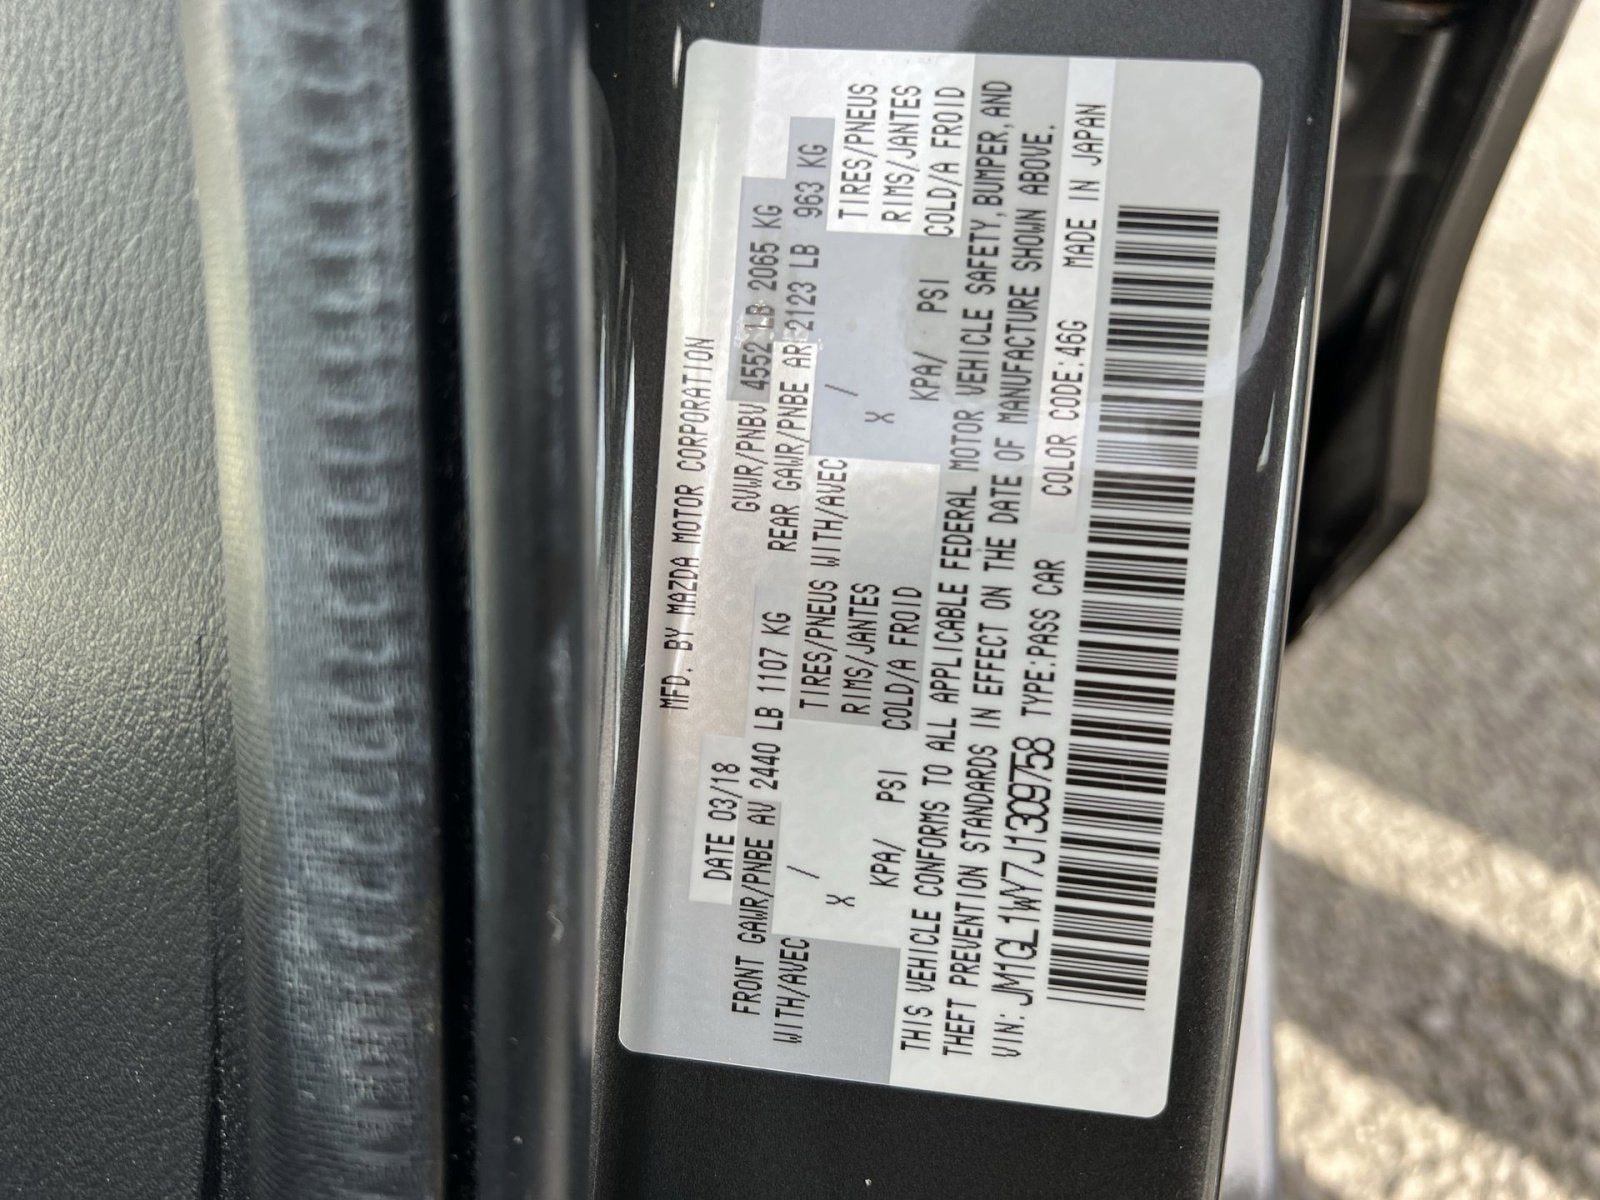 MFD. BY MAZDA MOTOR CORPORATION
DATE 03/18 GVWR/PNBV 4552 LB 2065 KG
FRONT GAWR/PNBE AV 2440 LB 1107 KG REAR GAWR/PNBE AR 2123 LB 963 KG
WITH/AVEC / TIRES/PNEUS WITH/AVEC / TIRES/PNEUS
X RIMS/JANTES X RIMS/JANTES
KPA/ PSI COLD/A FROID KPA/ PSI COLD/A FROID
THIS VEHICLE CONFORMS TO ALL APPLICABLE FEDERAL MOTOR VEHICLE SAFETY, BUMPER, AND
THEFT PREVENTION STANDARDS IN EFFECT ON THE DATE OF MANUFACTURE SHOWN ABOVE.
VIN: JM1GL1WY7J1309758 TYPE:PASS CAR COLOR CODE:46G MADE IN JAPAN